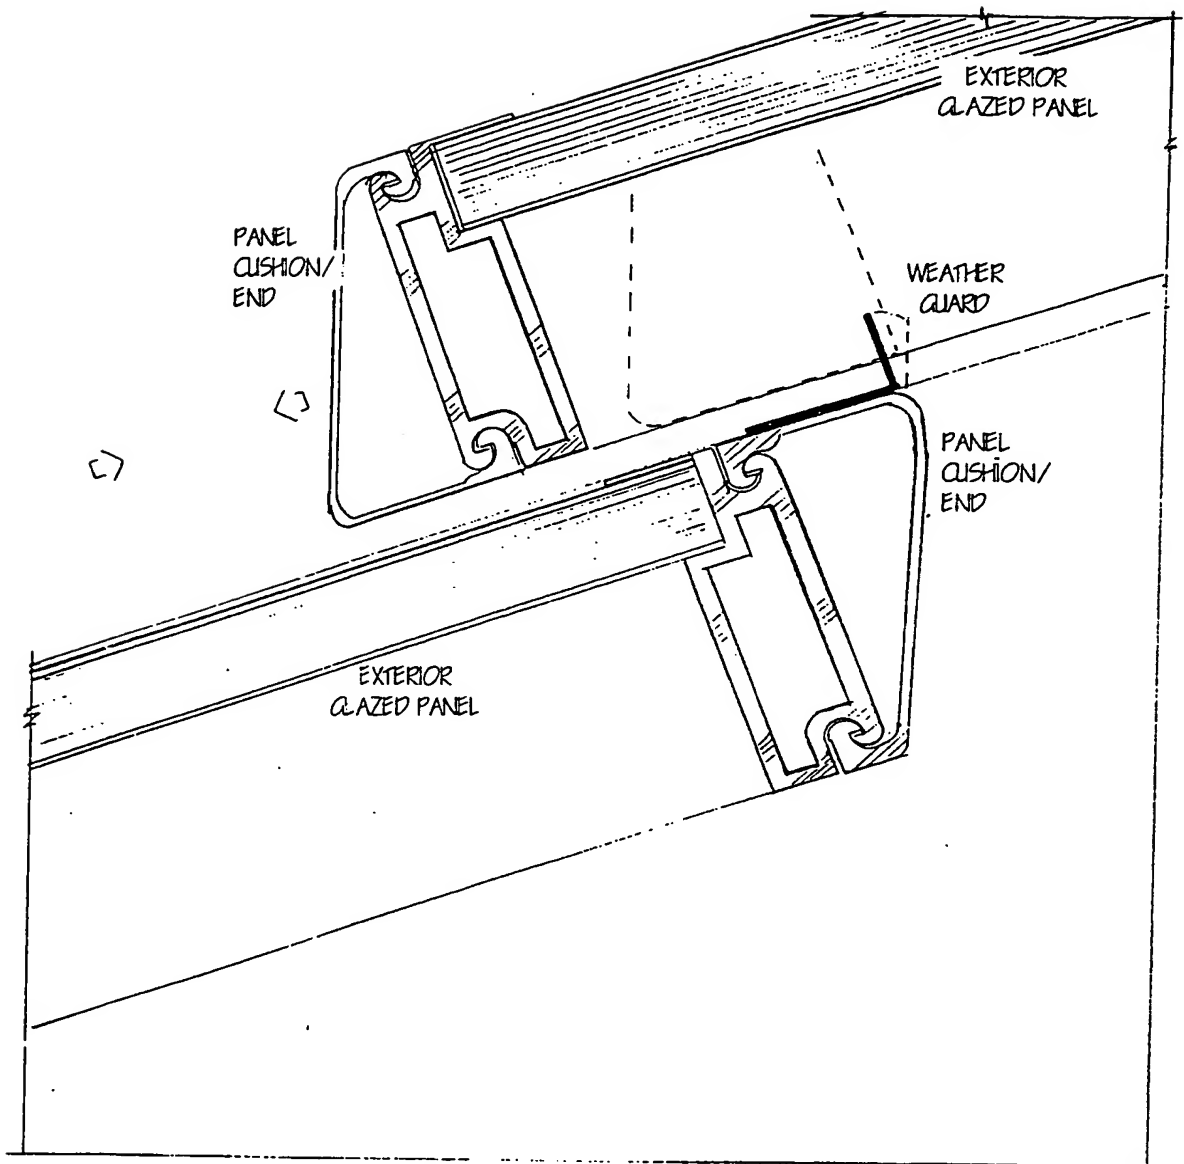 EXTERIOR
GLAZED PANEL
PANEL
CUSHION/
END
WEATHER
GUARD
PANEL
CUSHION/
END
EXTERIOR
GLAZED PANEL